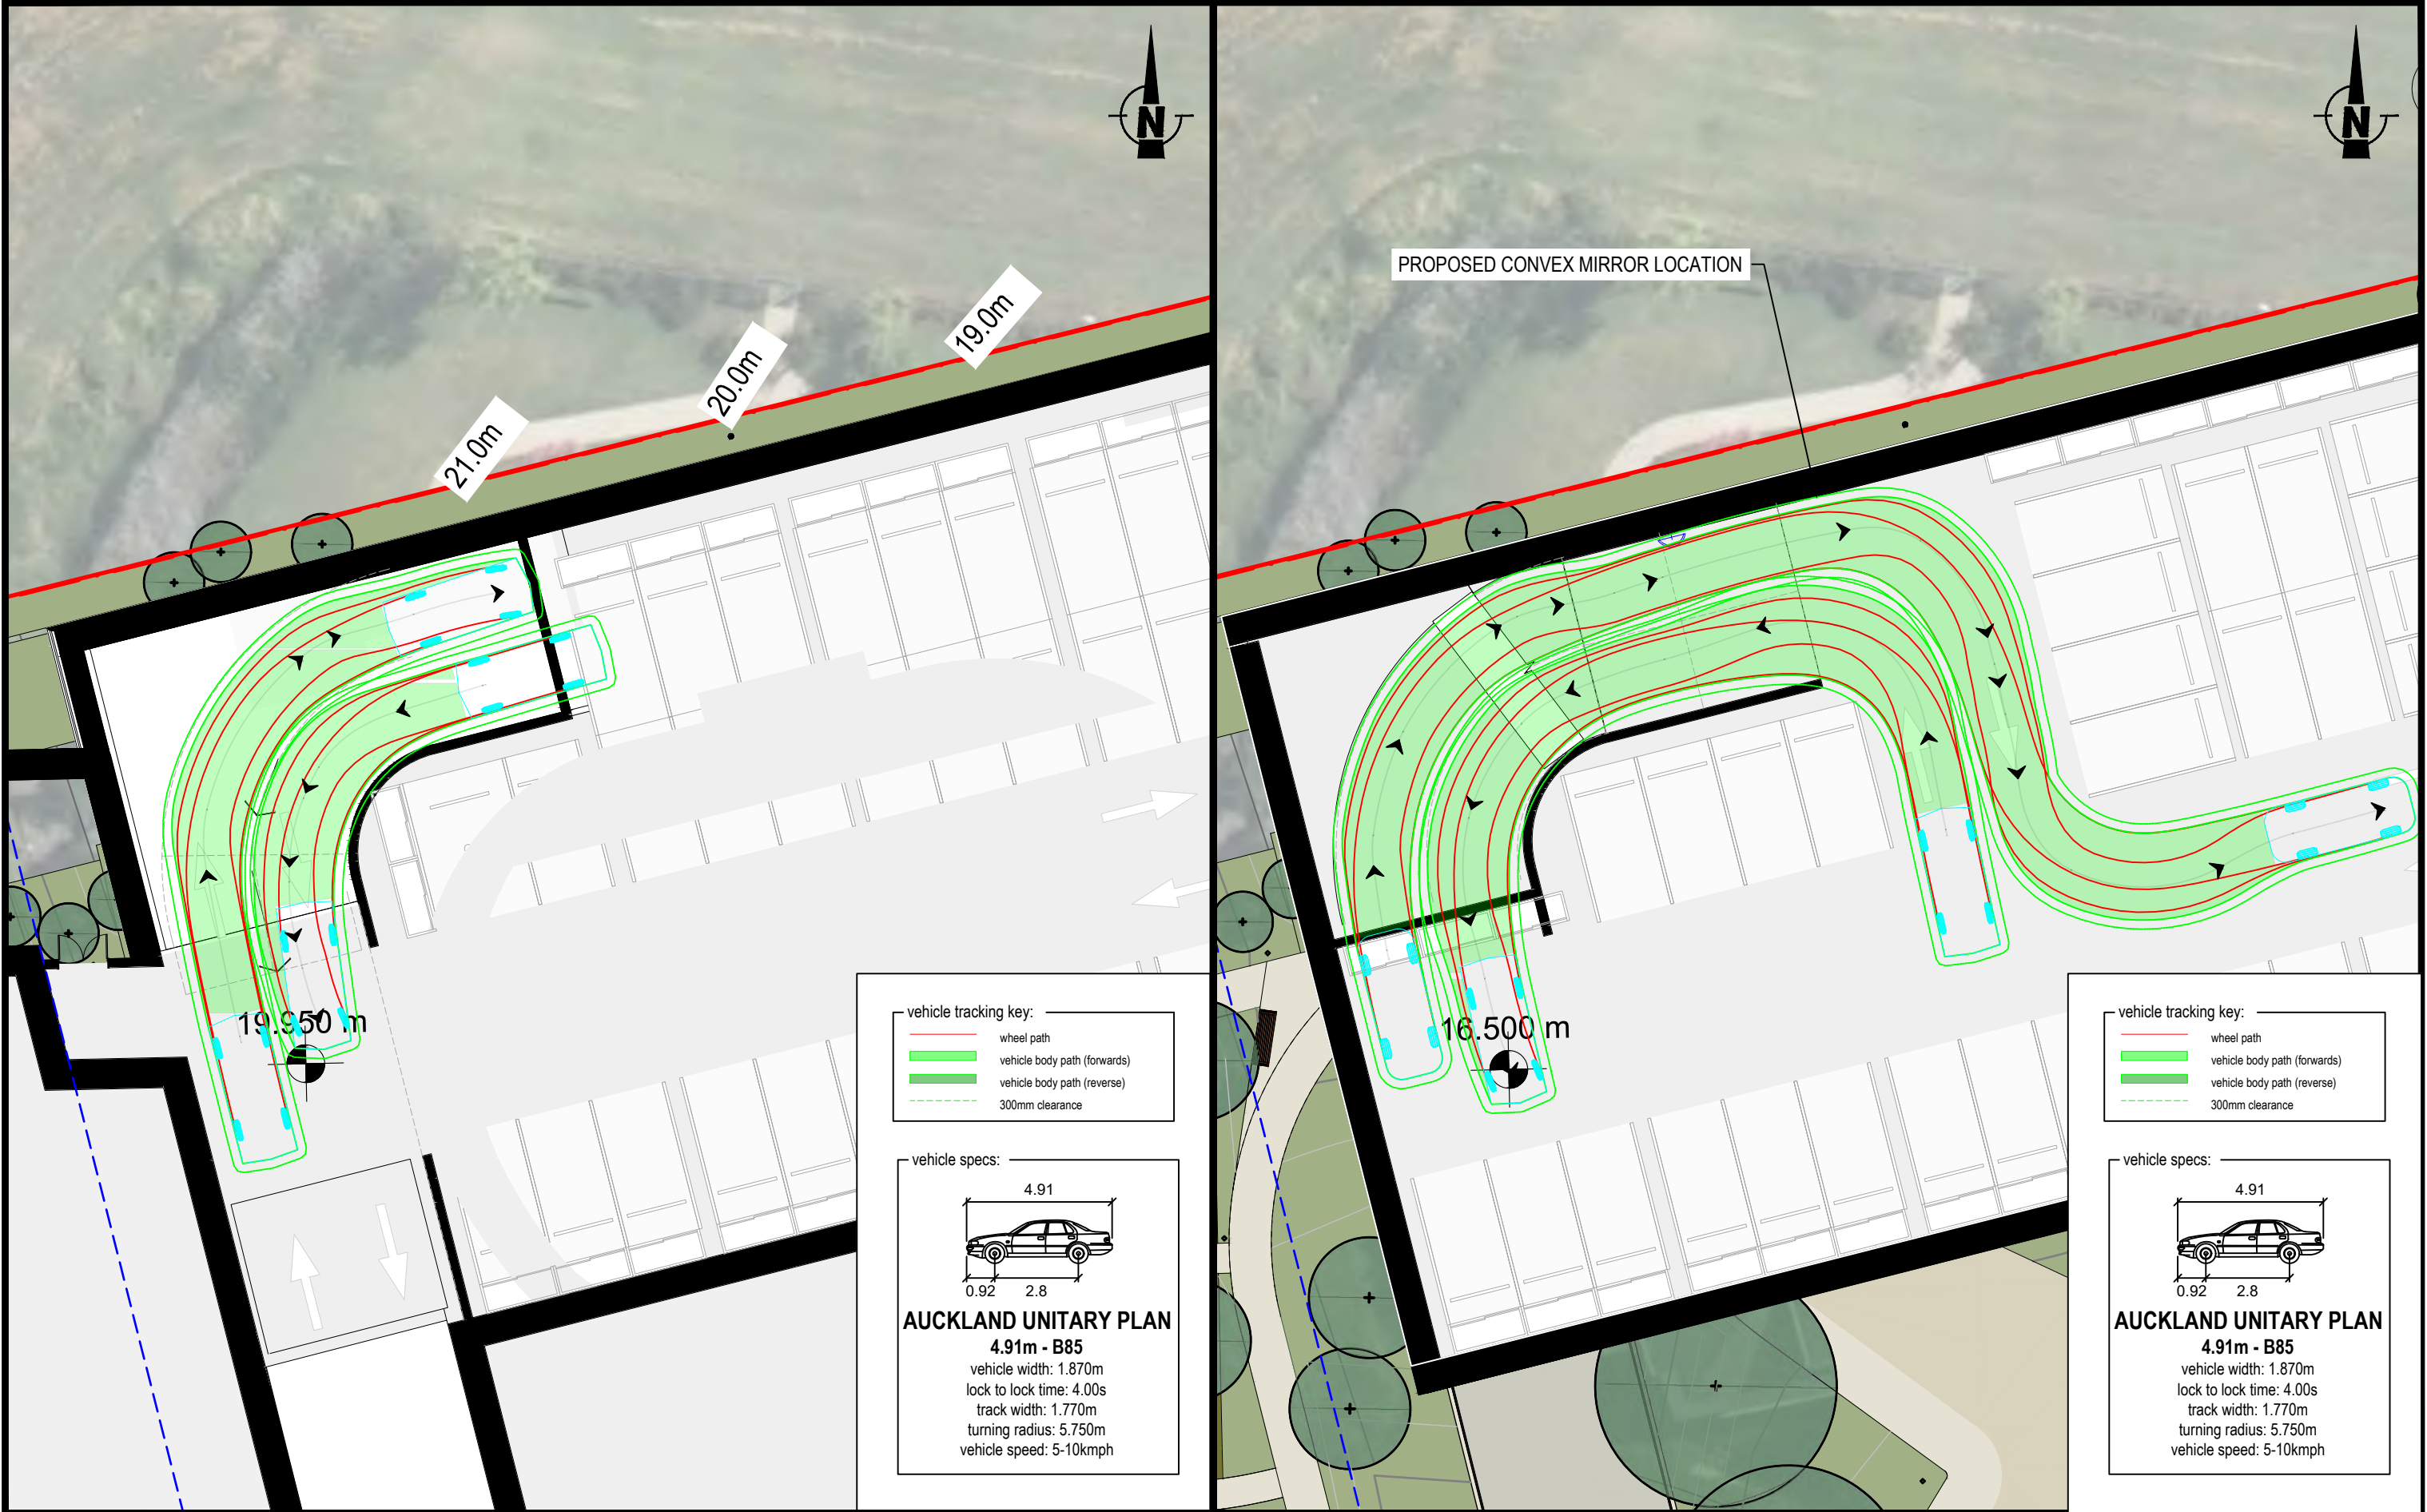 N
21.0m
20.0m
19.0m
19.950 m
vehicle tracking key:
wheel path
vehicle body path (forwards)
vehicle body path (reverse)
300mm clearance
vehicle specs:
4.91
0.92 2.8
AUCKLAND UNITARY PLAN
4.91m - B85
vehicle width: 1.870m
lock to lock time: 4.00s
track width: 1.770m
turning radius: 5.750m
vehicle speed: 5-10kmph
N
PROPOSED CONVEX MIRROR LOCATION
16.500 m
vehicle tracking key:
wheel path
vehicle body path (forwards)
vehicle body path (reverse)
300mm clearance
vehicle specs:
4.91
0.92 2.8
AUCKLAND UNITARY PLAN
4.91m - B85
vehicle width: 1.870m
lock to lock time: 4.00s
track width: 1.770m
turning radius: 5.750m
vehicle speed: 5-10kmph